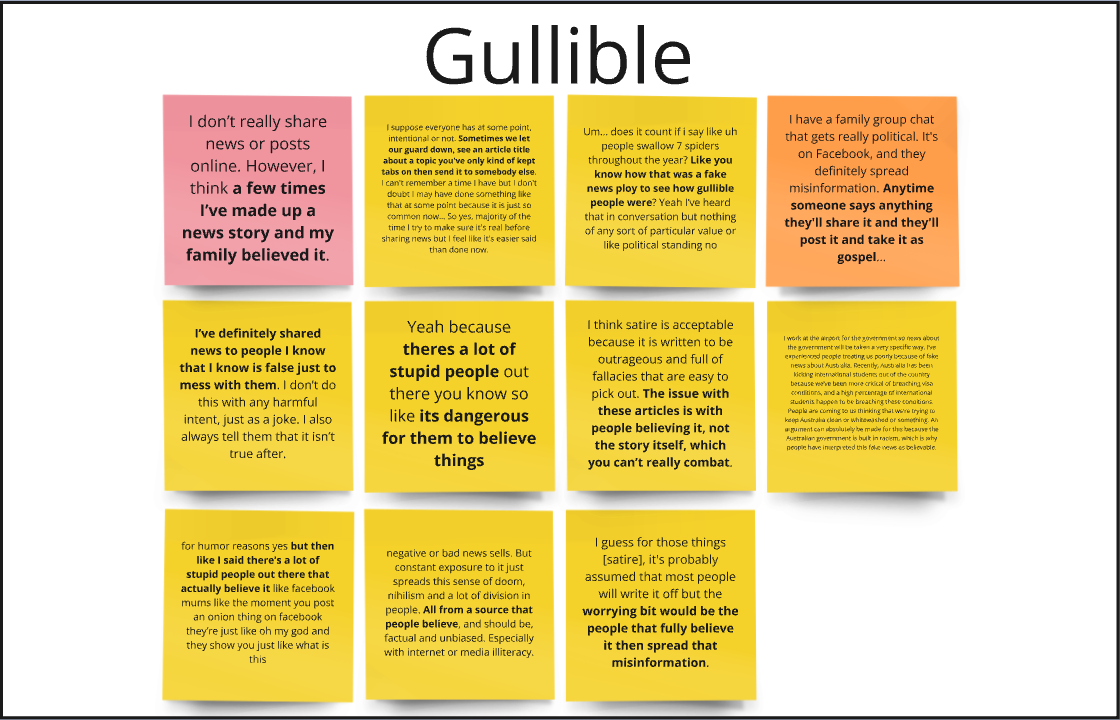 Gullible
I don't really share
news or posts
online. However, I
think a few times
I've made up a
news story and my
family believed it.
I suppose everyone has at some point,
intentional or not. Sometimes we let
our guard down, see an article title
about a topic you've only kind of kept
tabs on then send it to somebody else.
I can't remember a time I have but I don't
doubt I may have done something like
that at some point because it is just so
common now... So yes, majority of the
time I try to make sure it's real before
sharing news but I feel like it's easier said
than done now.
Um... does it count if i say like uh
people swallow 7 spiders
throughout the year? Like you
know how that was a fake
news ploy to see how gullible
people were? Yeah I've heard
that in conversation but nothing
of any sort of particular value or
like political standing no
I have a family group chat
that gets really political. It's
on Facebook, and they
definitely spread
misinformation. Anytime
someone says anything
they'll share it and they'll
post it and take it as
gospel...
I've definitely shared
news to people I know
that I know is false just to
mess with them. I don't do
this with any harmful
intent, just as a joke. I also
always tell them that it isn't
true after.
Yeah because
theres a lot of
stupid people out
there you know so
like its dangerous
for them to believe
things
I think satire is acceptable
because it is written to be
outrageous and full of
fallacies that are easy to
pick out. The issue with
these articles is with
people believing it, not
the story itself, which
you can't really combat.
I work at the airport for the government so news about
the government will be taken a very specific way. I've
experienced people treating us poorly because of fake
news about Australia. Recently, Australia has been
kicking international students out of the country
because we've been more critical of breaching visa
conditions, and a high percentage of international
students happen to be breaching these conditions.
People are coming to us thinking that we're trying to
keep Australia clean or whitewashed or something. An
argument can absolutely be made for this because the
Australian government is built in racism, which is why
people have interpreted this fake news as believable.
for humor reasons yes but then
like I said there's a lot of
stupid people out there that
actually believe it like facebook
mums like the moment you post
an onion thing on facebook
they're just like oh my god and
they show you just like what is
this
negative or bad news sells. But
constant exposure to it just
spreads this sense of doom,
nihilism and a lot of division in
people. All from a source that
people believe, and should be,
factual and unbiased. Especially
with internet or media illiteracy.
I guess for those things
[satire], it's probably
assumed that most people
will write it off but the
worrying bit would be the
people that fully believe
it then spread that
misinformation.